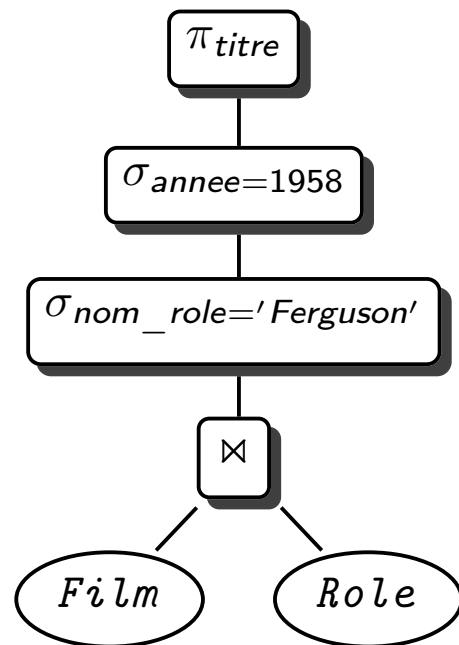 π titre
σ annee=1958
σ nom_role='Ferguson'
⋈
Film Role